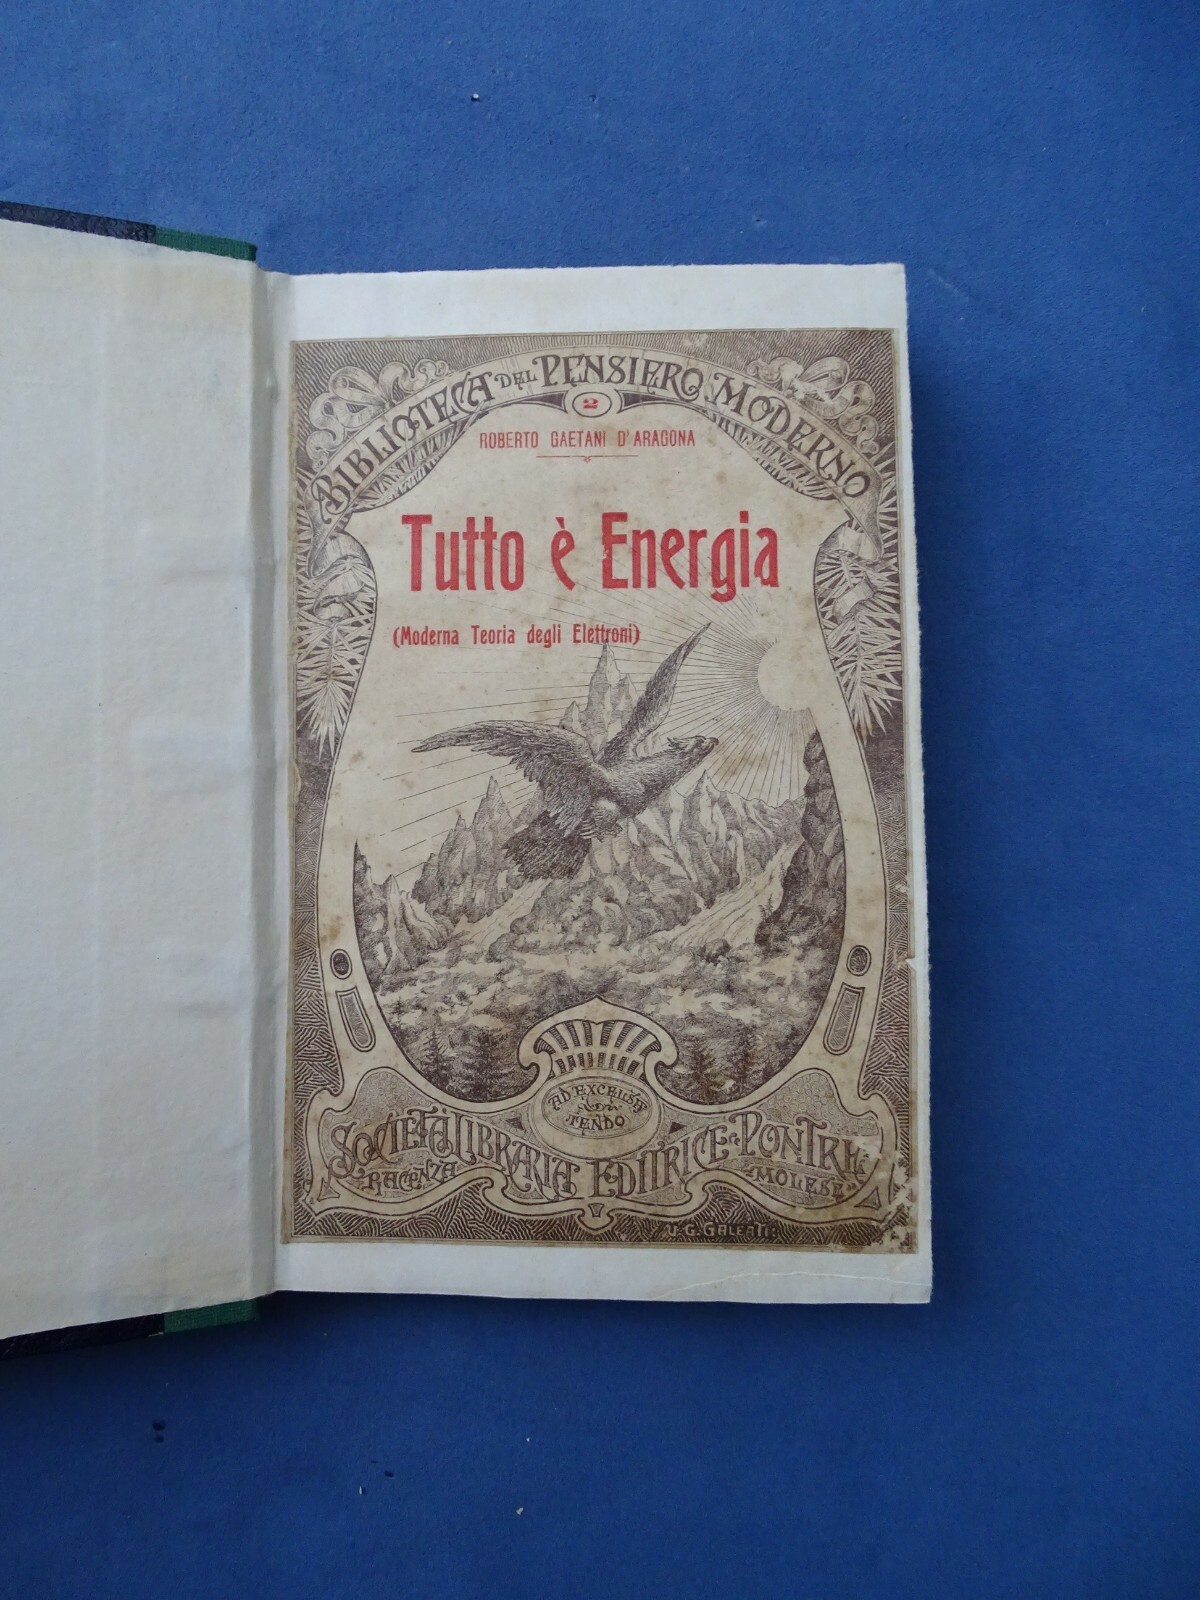 BIBLIOTECA DEL PENSIERO MODERNO
2
ROBERTO GAETANI D'ARAGONA
Tutto è Energia
(Moderna Teoria degli Elettroni)
AD EXCELSA
TENDO
SOCIETÀ LIBRARIA EDITRICE PONTRE
PIACENZA
MOLESE
U. G. GALEATI